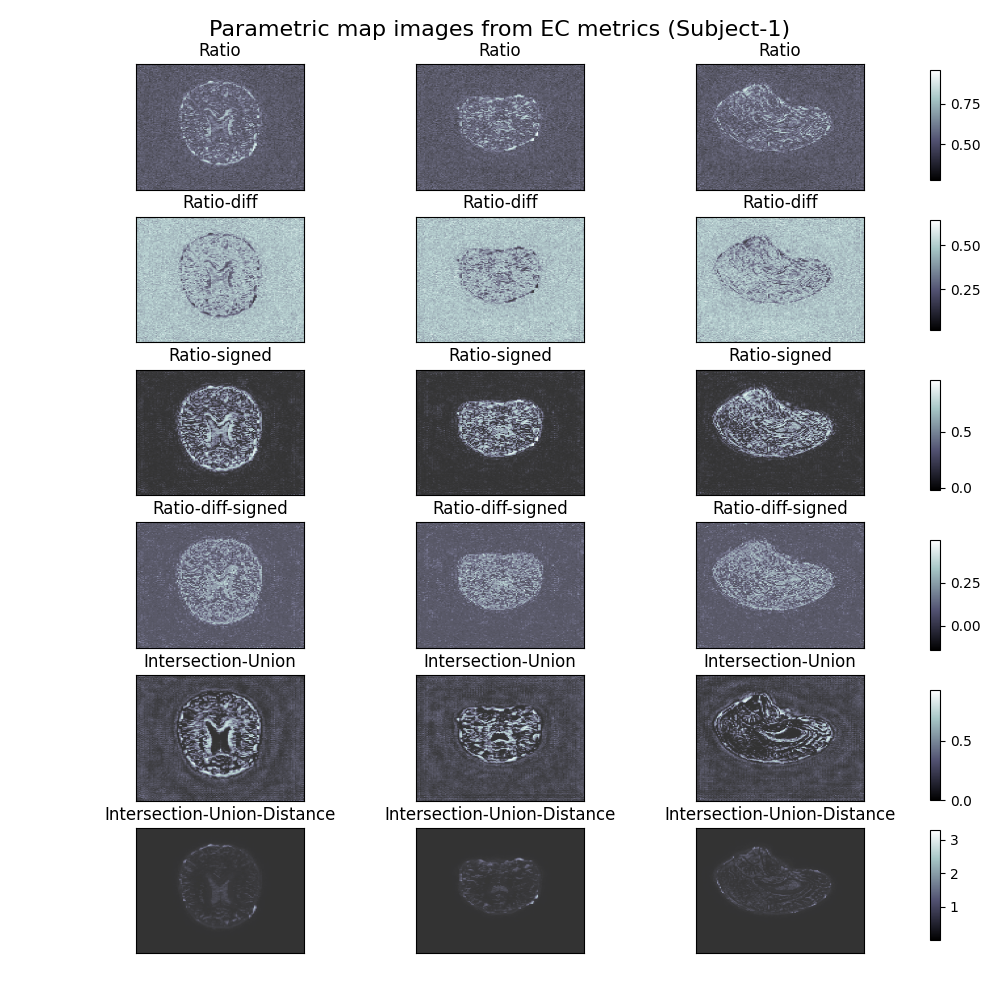 Parametric map images from EC metrics (Subject-1)
Ratio Ratio Ratio
0.75
0.50
Ratio-diff Ratio-diff Ratio-diff
0.50
0.25
Ratio-signed Ratio-signed Ratio-signed
0.5
0.0
Ratio-diff-signed Ratio-diff-signed Ratio-diff-signed
0.25
0.00
Intersection-Union Intersection-Union Intersection-Union
0.5
0.0
Intersection-Union-Distance Intersection-Union-Distance Intersection-Union-Distance
3
2
1